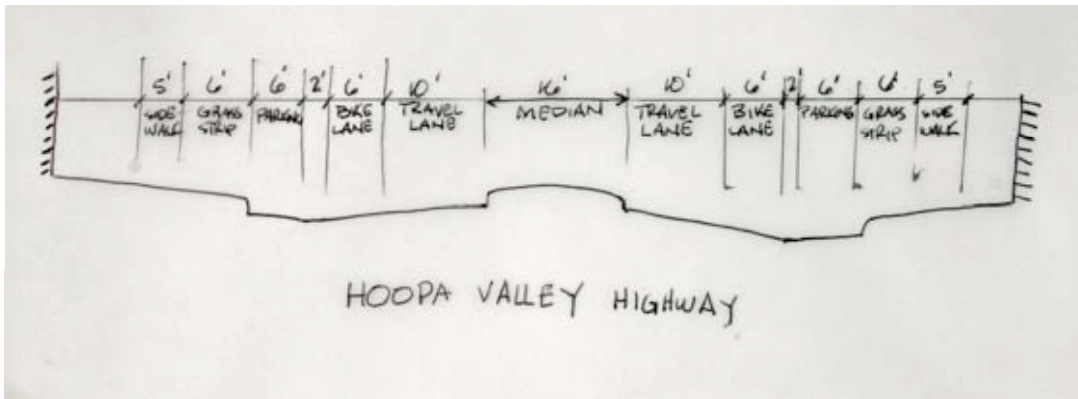 5' 6' 6' 2' 6' 10' 16' 10' 6' 2' 6' 6' 5'
SIDE WALK GRASS STRIP PARKING BIKE LANE TRAVEL LANE MEDIAN TRAVEL LANE BIKE LANE PARKING GRASS STRIP SIDE WALK
HOOPA VALLEY HIGHWAY